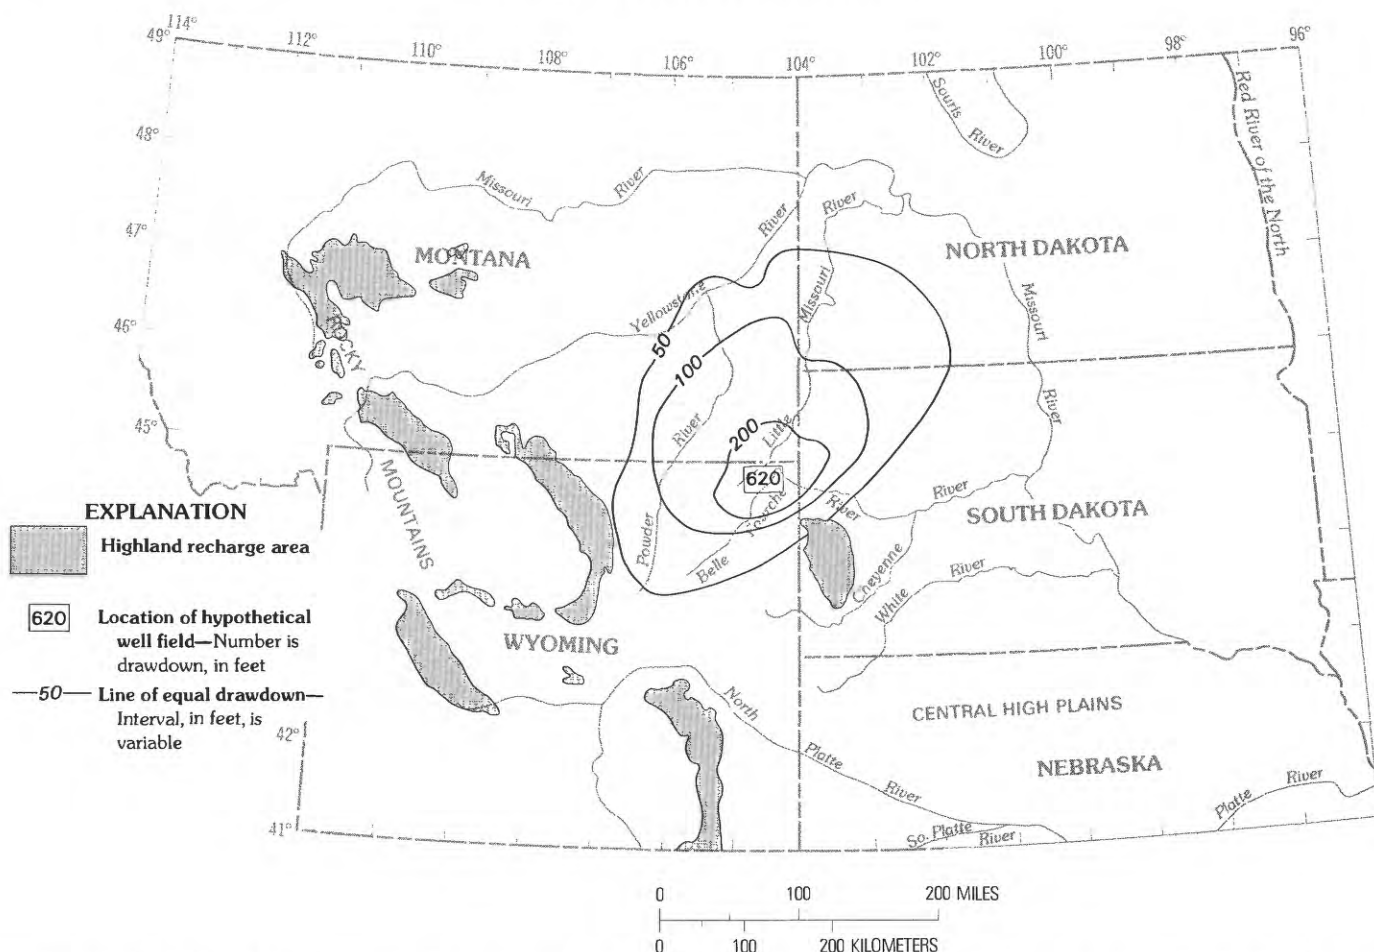 114°
49°
112°
110°
108°
106°
104°
102°
100°
98°
96°
48°
47°
46°
45°
42°
41°
Souris
River
Red River of the North
Missouri
River
River
River
MONTANA
NORTH DAKOTA
Yellowstone
Missouri
Missouri
50
100
200
Little
River
River
620
River
River
SOUTH DAKOTA
MOUNTAINS
Powder
Belle
Cheyenne
River
White
WYOMING
North
Platte
River
CENTRAL HIGH PLAINS
NEBRASKA
River
Platte
So. Platte
River
EXPLANATION
Highland recharge area
620
Location of hypothetical
well field—Number is
drawdown, in feet
—50—
Line of equal drawdown—
Interval, in feet, is
variable
0 100 200 MILES
0 100 200 KILOMETERS